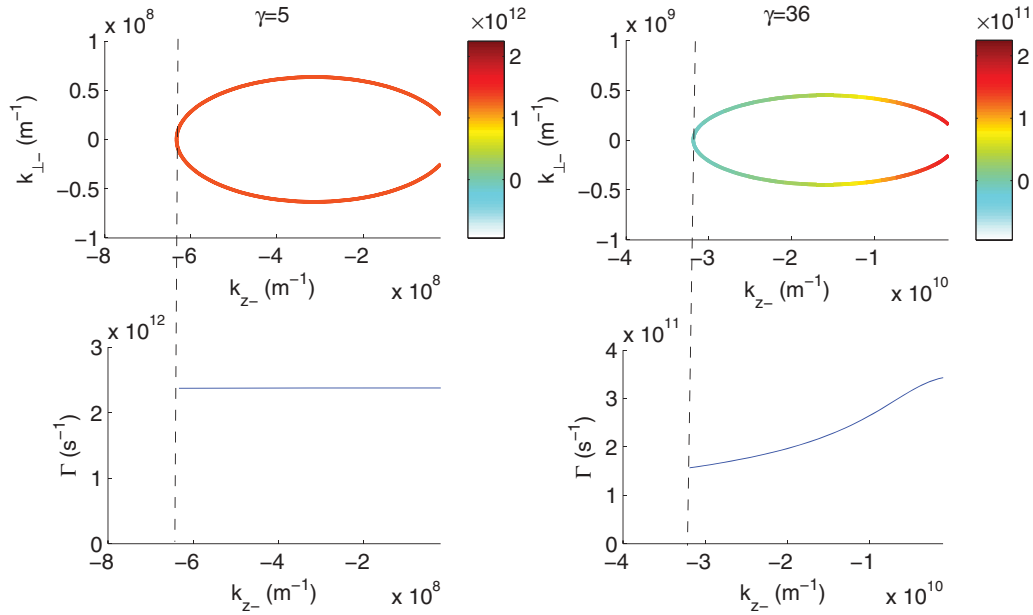 x 10⁸
γ=5
×10¹²
1
0.5
0
−0.5
−1
k⊥− (m⁻¹)
2
1
0
−8
−6
−4
−2
k_z− (m⁻¹)
x 10⁸
x 10⁹
γ=36
×10¹¹
1
0.5
0
−0.5
−1
k⊥− (m⁻¹)
2
1
0
−4
−3
−2
−1
k_z− (m⁻¹)
x 10¹⁰
x 10¹²
3
2
1
0
Γ (s⁻¹)
−8
−6
−4
−2
k_z− (m⁻¹)
x 10⁸
x 10¹¹
4
3
2
1
0
Γ (s⁻¹)
−4
−3
−2
−1
k_z− (m⁻¹)
x 10¹⁰